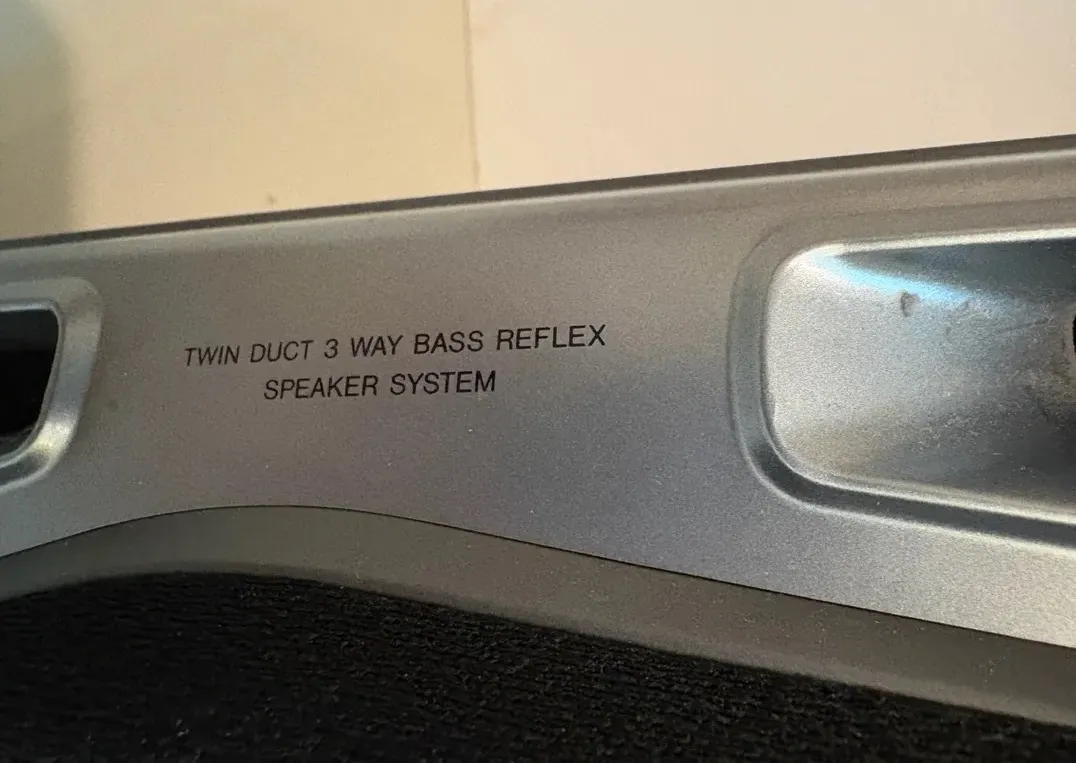 TWIN DUCT 3 WAY BASS REFLEX
SPEAKER SYSTEM